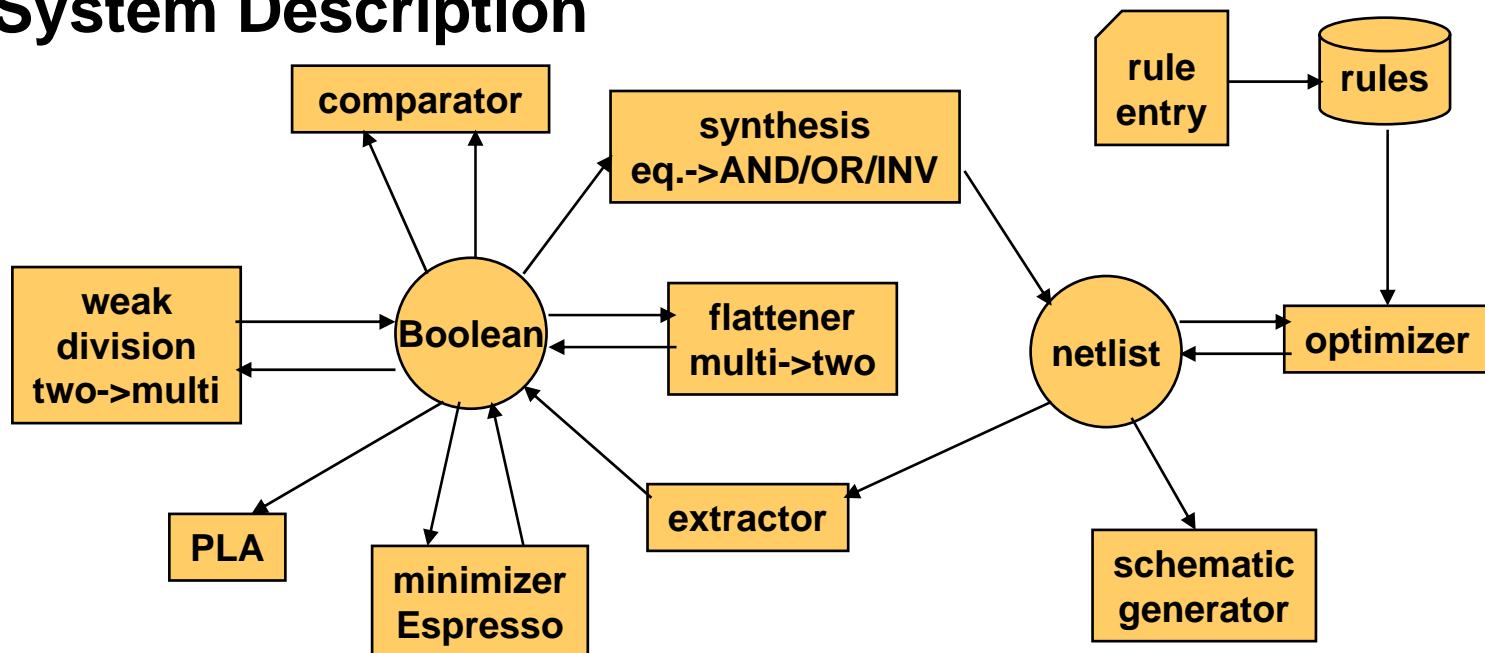 System Description
rule
entry
rules
comparator
synthesis
eq.->AND/OR/INV
weak
division
two->multi
Boolean
flattener
multi->two
netlist
optimizer
PLA
minimizer
Espresso
extractor
schematic
generator